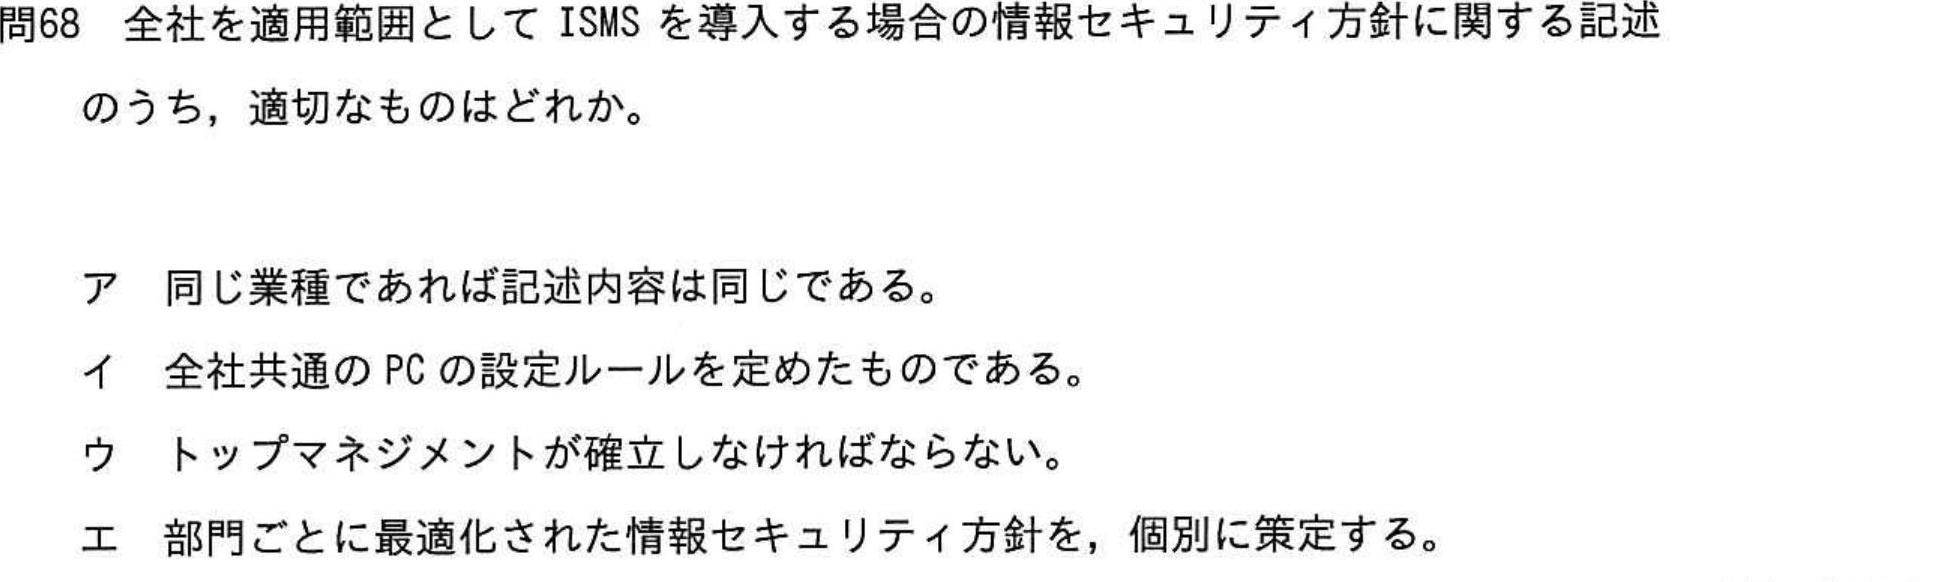 問68　全社を適用範囲として ISMS を導入する場合の情報セキュリティ方針に関する記述
のうち，適切なものはどれか。
ア　同じ業種であれば記述内容は同じである。
イ　全社共通の PC の設定ルールを定めたものである。
ウ　トップマネジメントが確立しなければならない。
エ　部門ごとに最適化された情報セキュリティ方針を，個別に策定する。